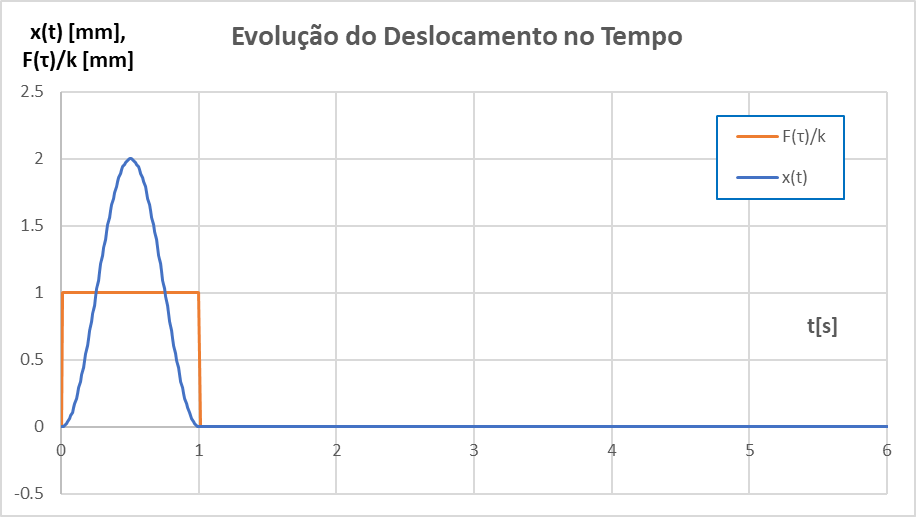 x(t) [mm],
F(τ)/k [mm]
Evolução do Deslocamento no Tempo
2.5
2
1.5
1
0.5
0
-0.5
0 1 2 3 4 5 6
F(τ)/k
x(t)
t[s]